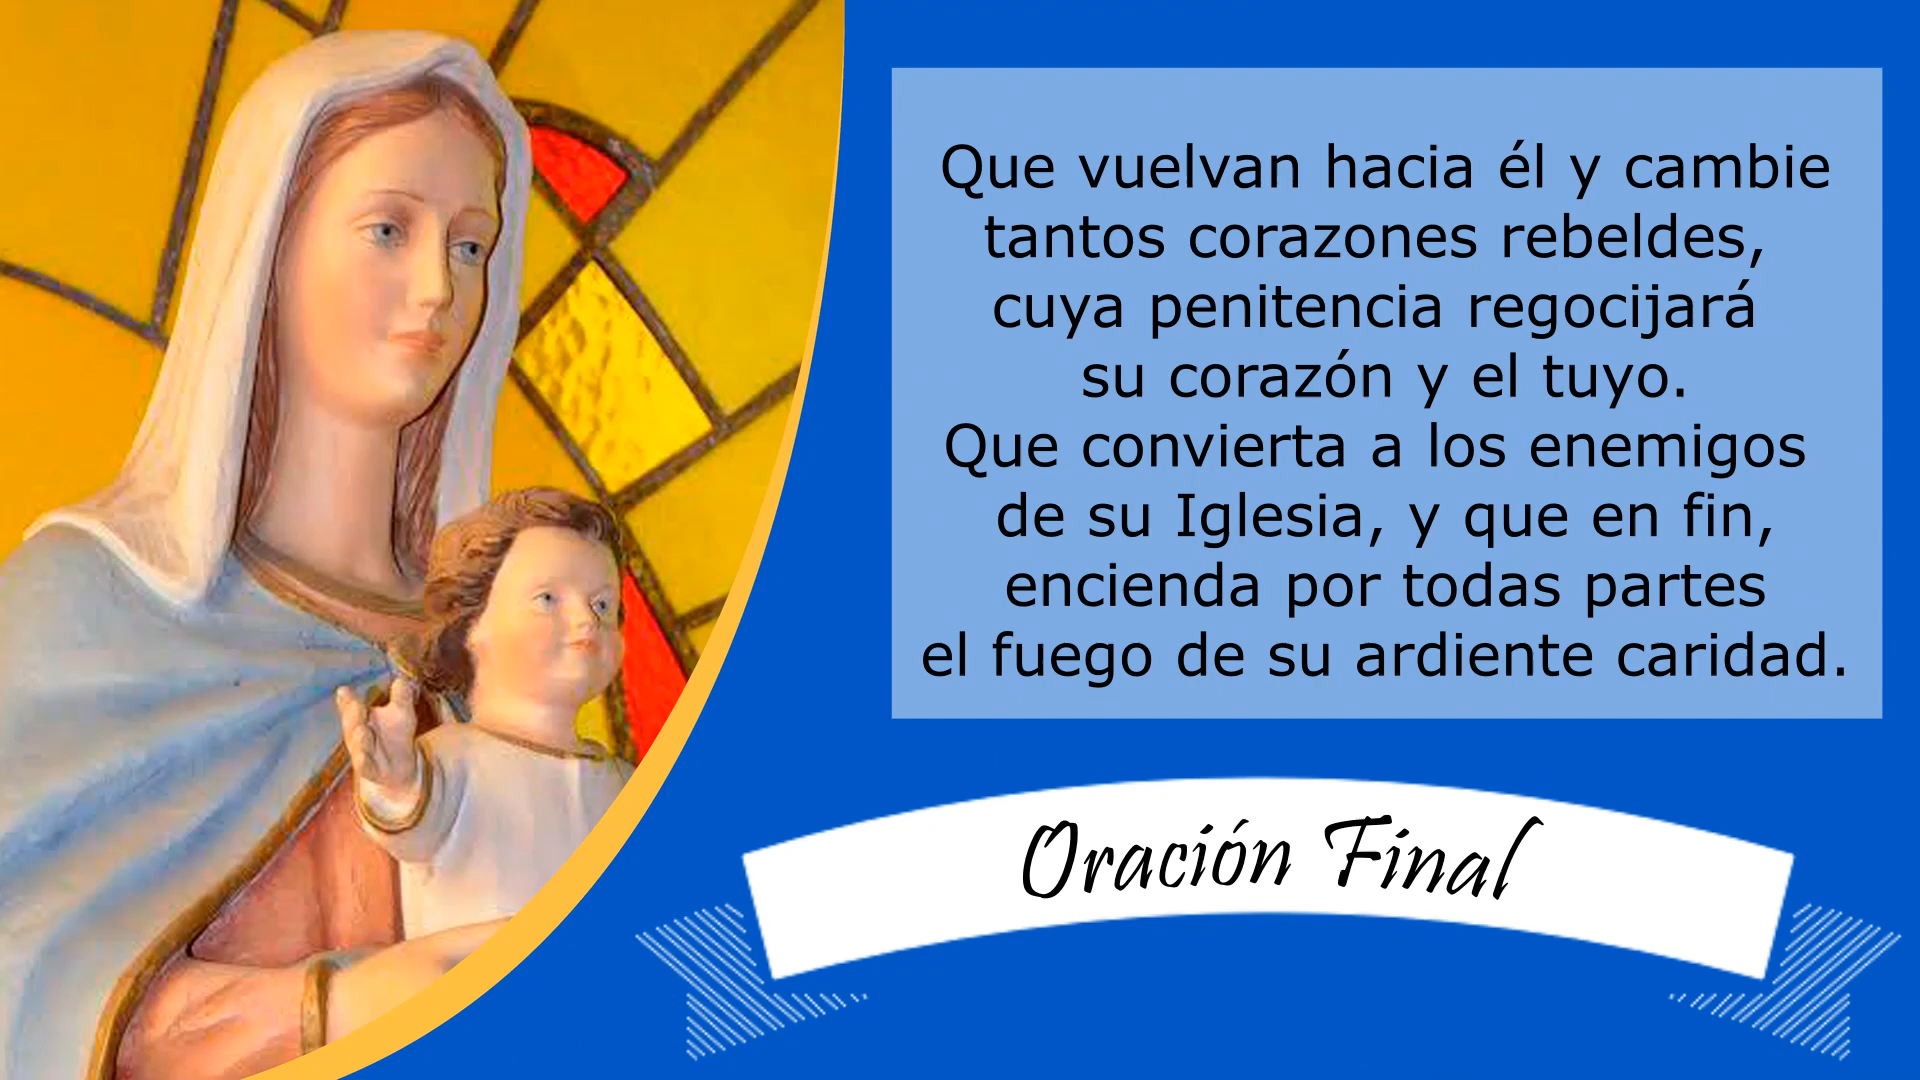 Que vuelvan hacia él y cambie
tantos corazones rebeldes,
cuya penitencia regocijará
su corazón y el tuyo.
Que convierta a los enemigos
de su Iglesia, y que en fin,
encienda por todas partes
el fuego de su ardiente caridad.
Oración Final